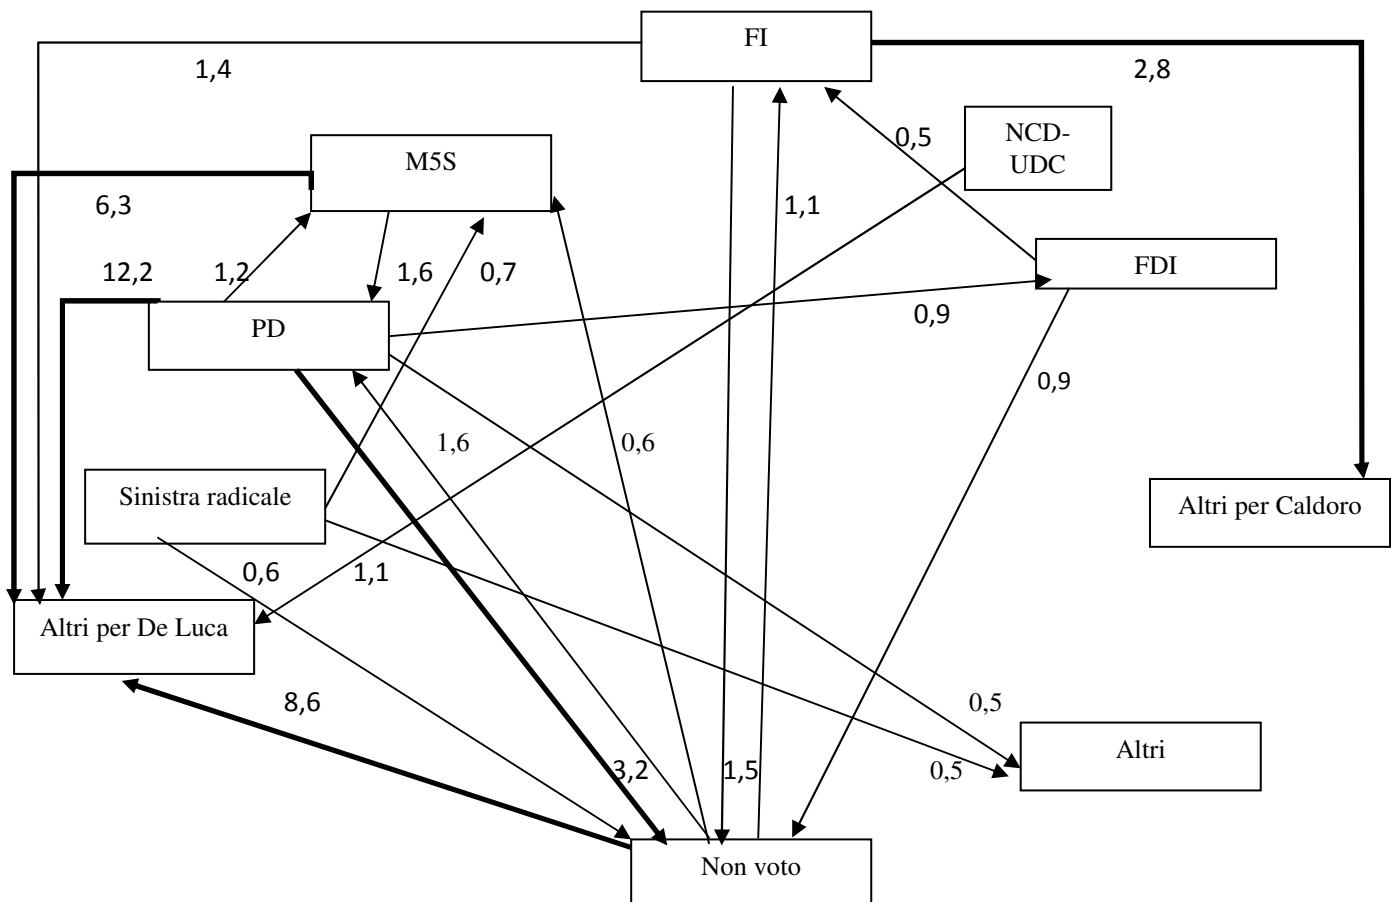 FI
1,4
2,8
NCD-
UDC
0,5
M5S
6,3
1,1
12,2
1,2
1,6
0,7
FDI
PD
0,9
0,9
1,6
0,6
Sinistra radicale
Altri per Caldoro
0,6
1,1
Altri per De Luca
8,6
0,5
Altri
3,2
1,5
0,5
Non voto